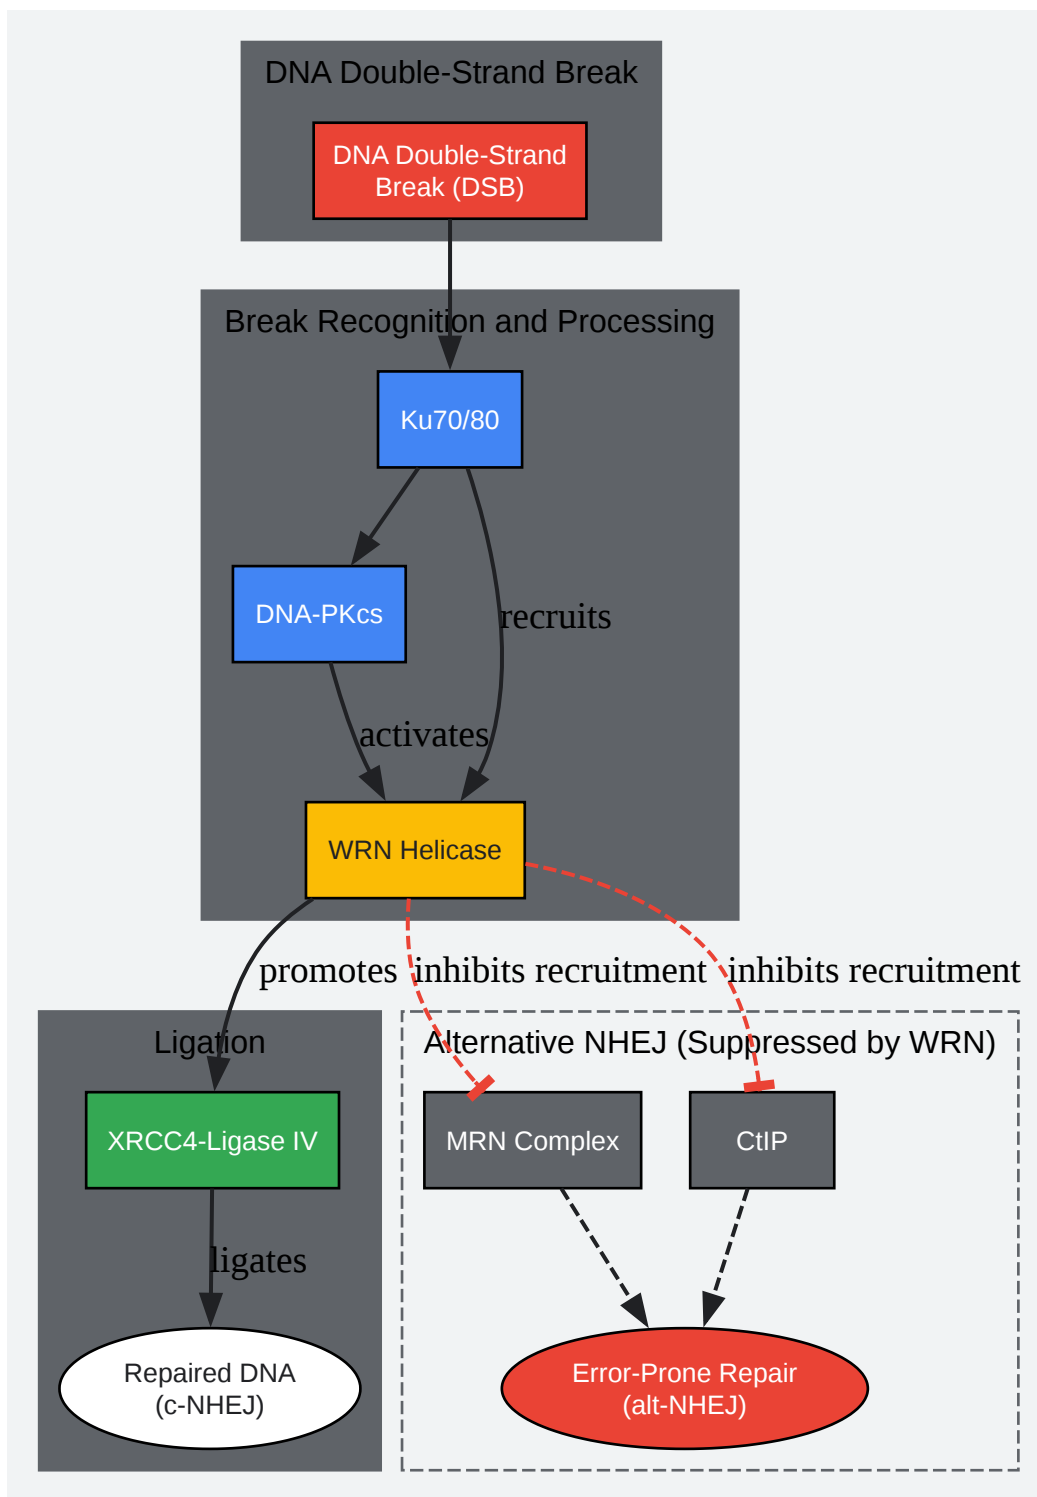 DNA Double-Strand Break
DNA Double-Strand
Break (DSB)
Break Recognition and Processing
Ku70/80
DNA-PKcs
recruits
activates
WRN Helicase
promotes
inhibits recruitment
inhibits recruitment
Ligation
Alternative NHEJ (Suppressed by WRN)
XRCC4-Ligase IV
MRN Complex
CtIP
ligates
Repaired DNA
(c-NHEJ)
Error-Prone Repair
(alt-NHEJ)